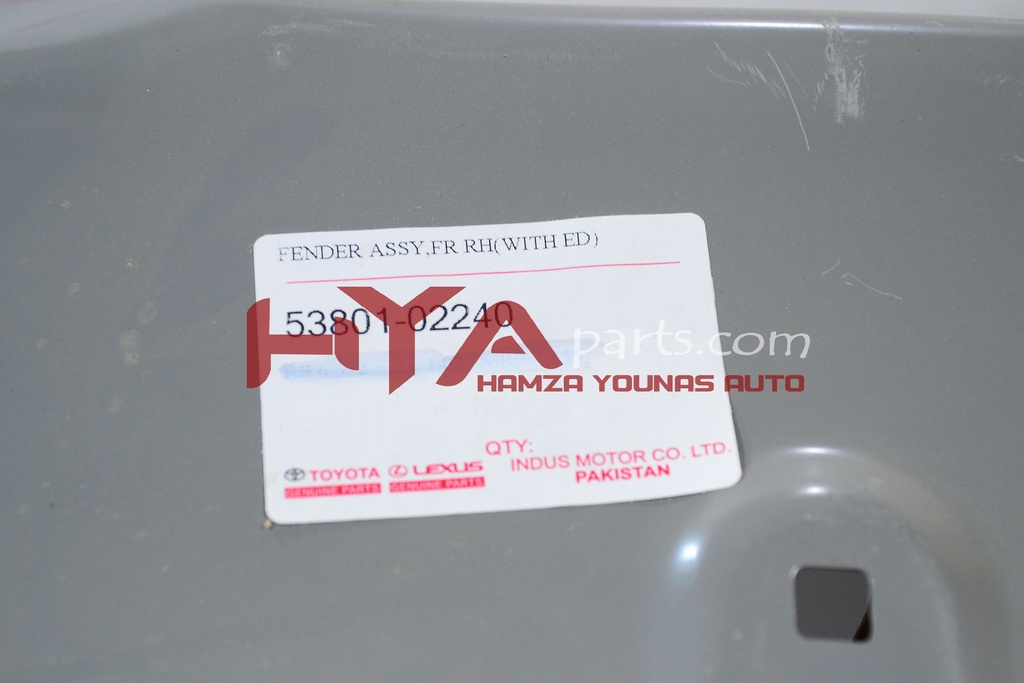 FENDER ASSY,FR RH(WITH ED)
53801-02240
HYA parts.com
HAMZA YOUNAS AUTO
QTY:
INDUS MOTOR CO. LTD.
PAKISTAN
TOYOTA LEXUS
GENUINE PARTS GENUINE PARTS